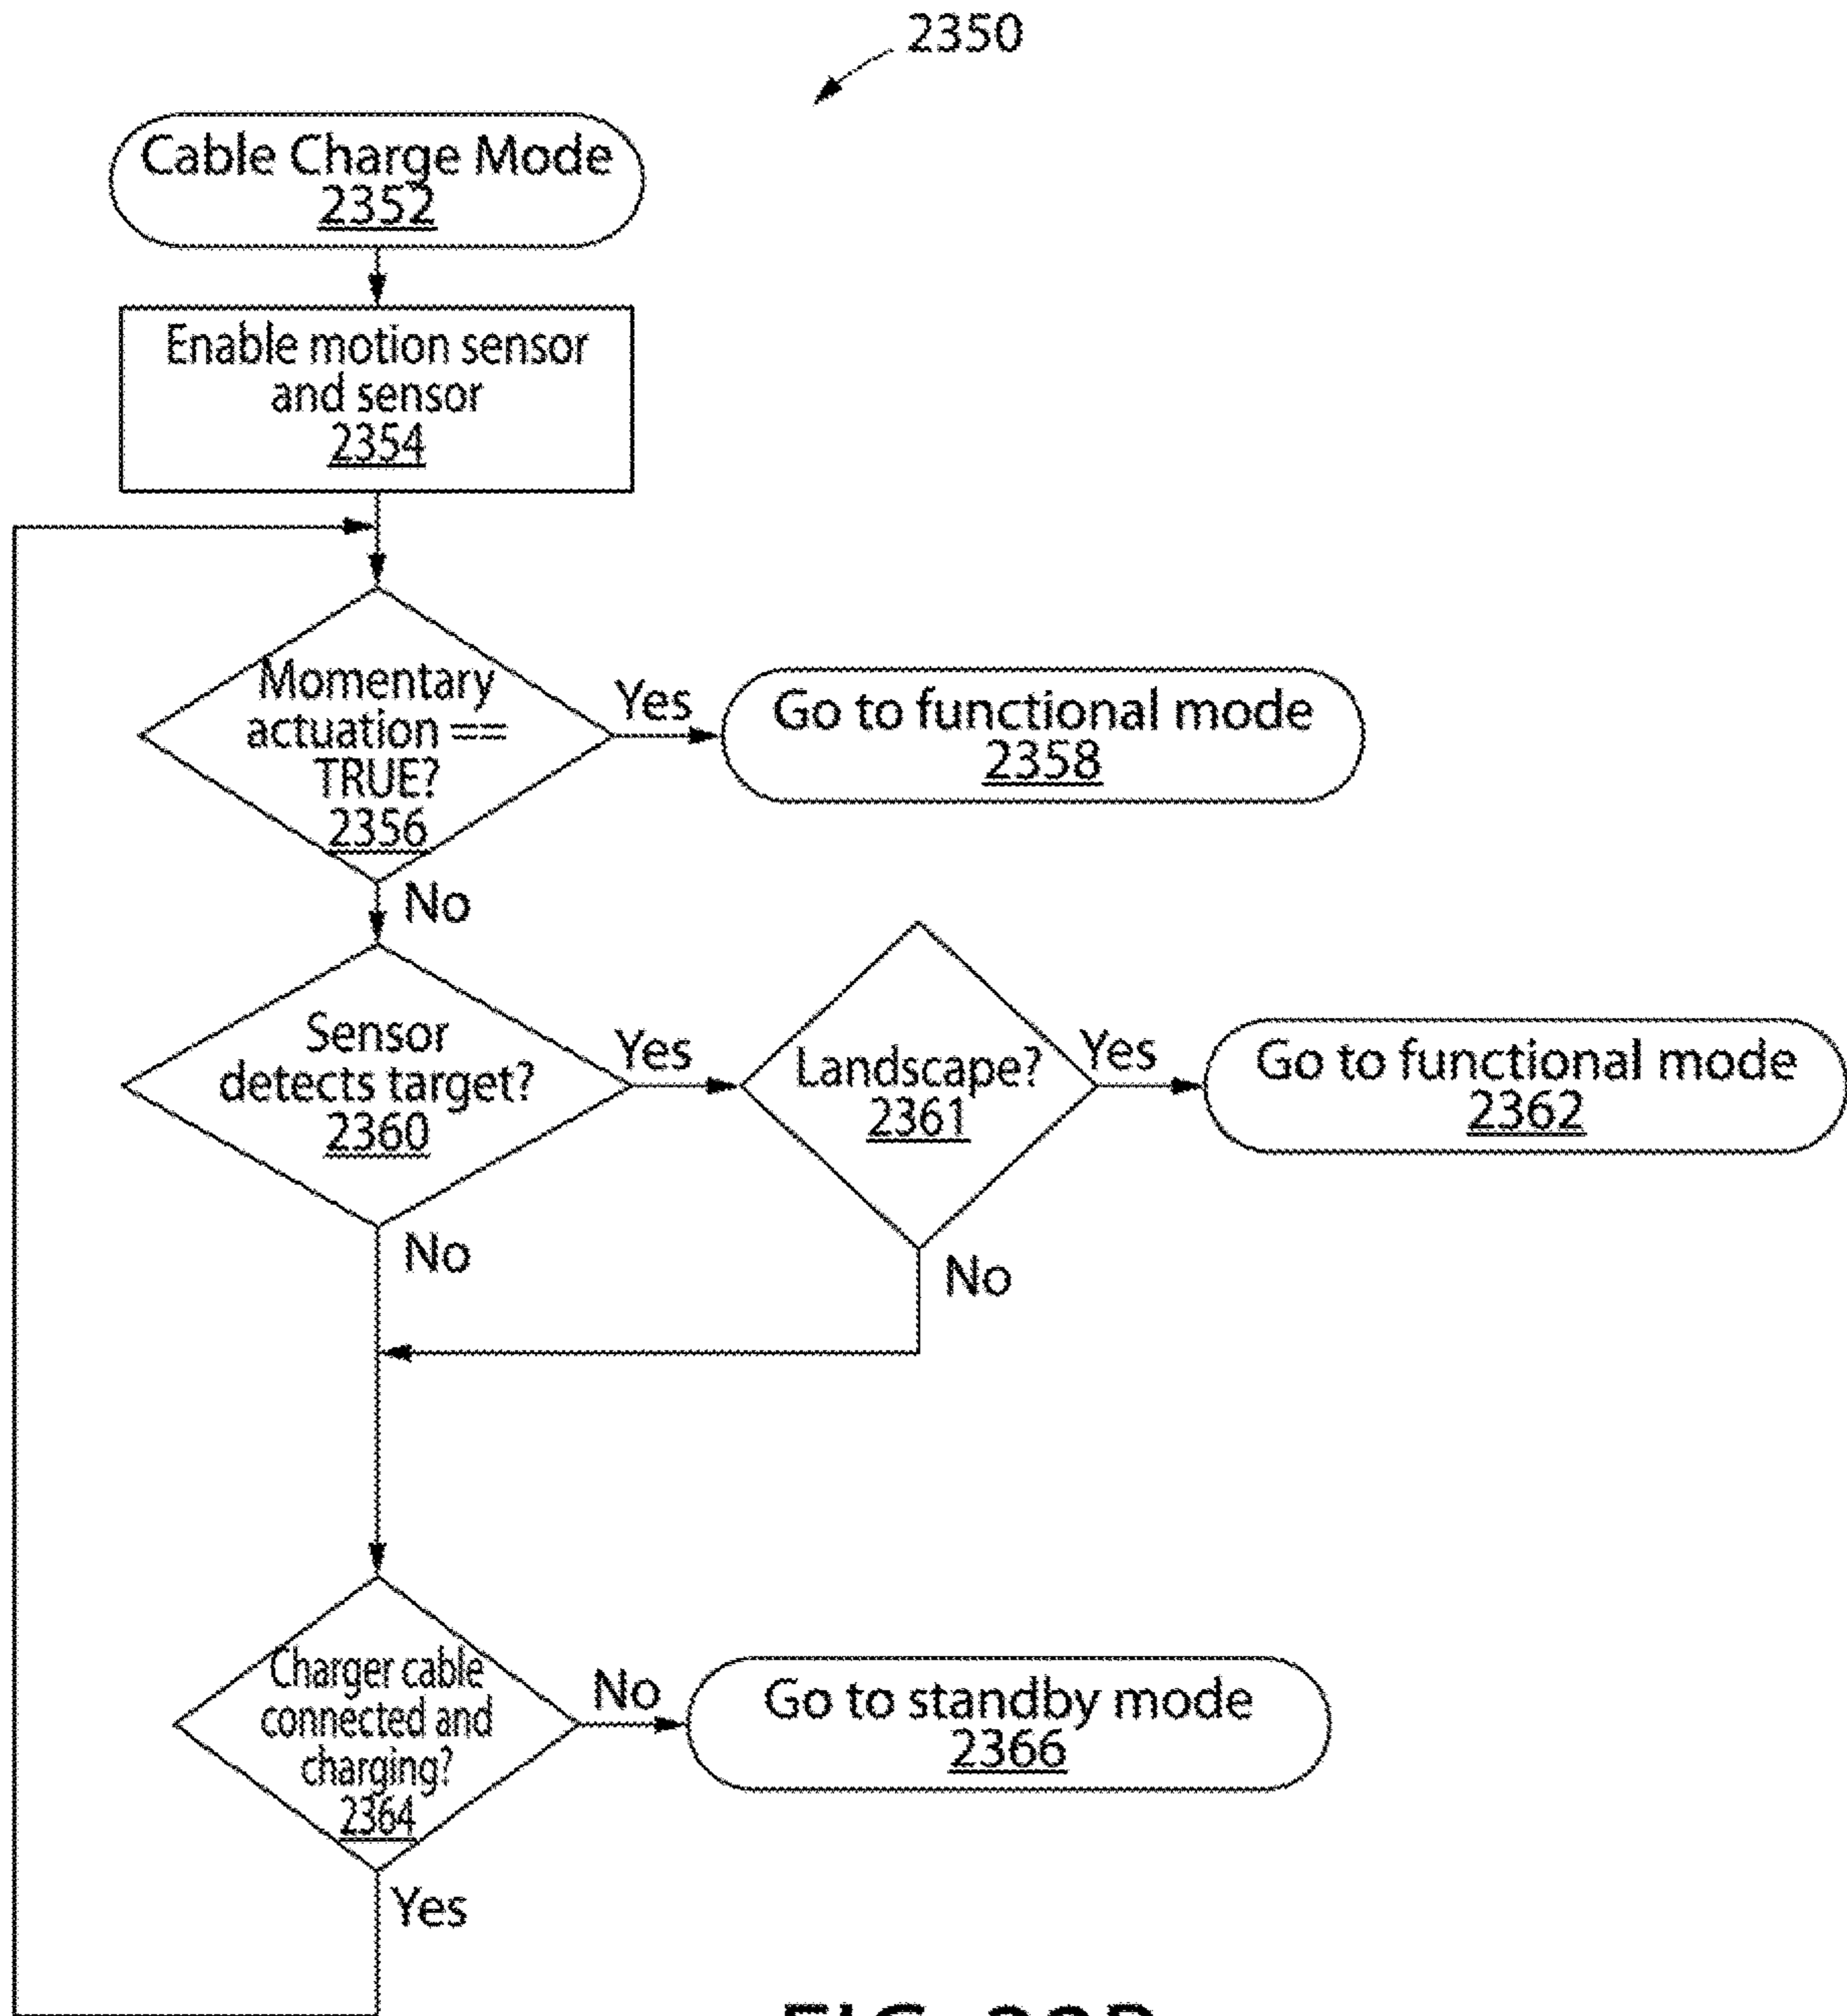 2350
Cable Charge Mode
2352
Enable motion sensor
and sensor
2354
Momentary
actuation ==
TRUE?
2356
Yes
Go to functional mode
2358
No
Sensor
detects target?
2360
Yes
Landscape?
2361
Yes
Go to functional mode
2362
No
No
Charger cable
connected and
charging?
2364
No
Go to standby mode
2366
Yes
FIG.